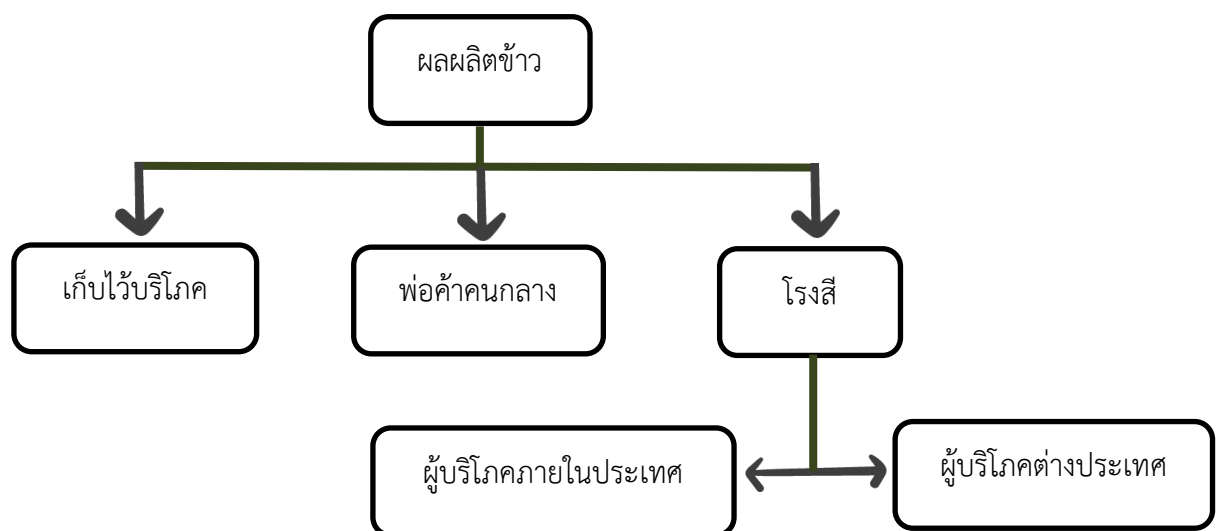 ผลผลิตข้าว
เก็บไว้บริโภค
พ่อค้าคนกลาง
โรงสี
ผู้บริโภคภายในประเทศ
ผู้บริโภคต่างประเทศ